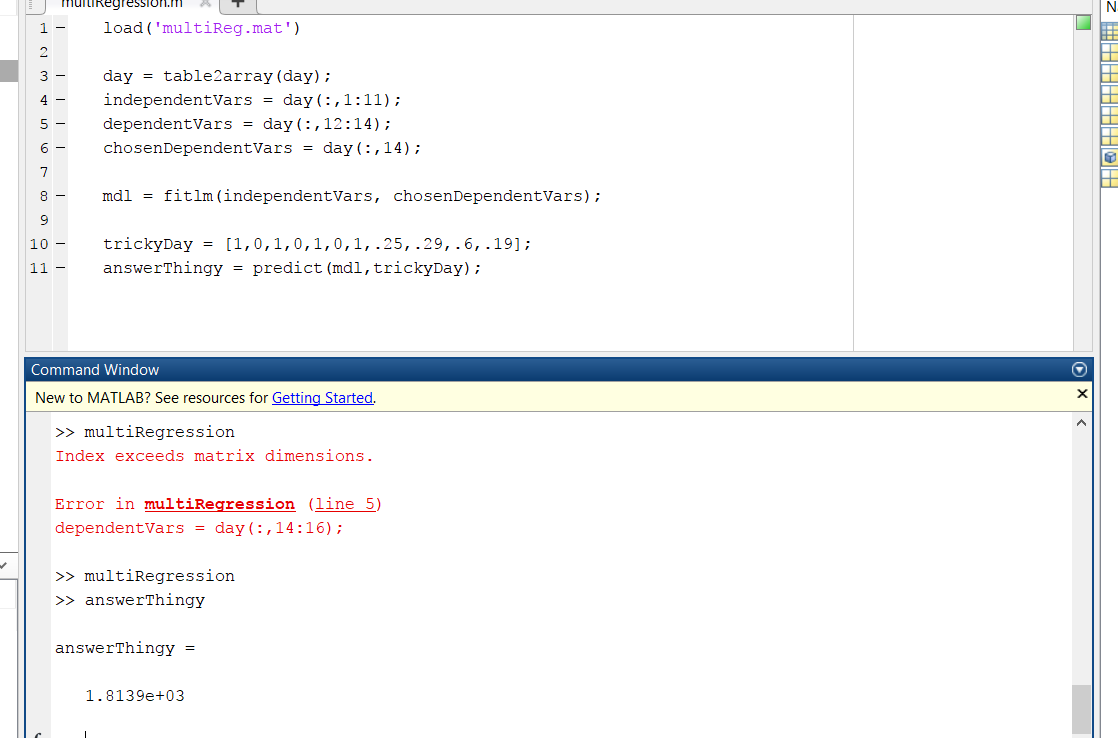 multiRegression.m
1 - load('multiReg.mat')
2
3 - day = table2array(day);
4 - independentVars = day(:,1:11);
5 - dependentVars = day(:,12:14);
6 - chosenDependentVars = day(:,14);
7
8 - mdl = fitlm(independentVars, chosenDependentVars);
9
10 - trickyDay = [1,0,1,0,1,0,1,.25,.29,.6,.19];
11 - answerThingy = predict(mdl,trickyDay);
Command Window
New to MATLAB? See resources for Getting Started.
>> multiRegression
Index exceeds matrix dimensions.
Error in multiRegression (line 5)
dependentVars = day(:,14:16);
>> multiRegression
>> answerThingy
answerThingy =
1.8139e+03